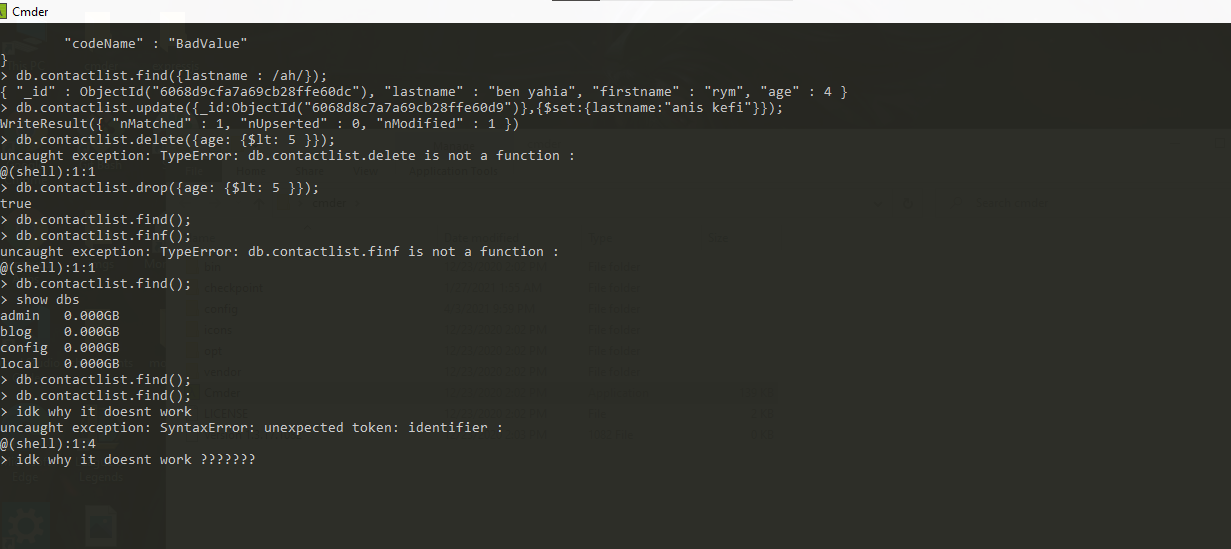 Cmder
"codeName" : "BadValue"
}
> db.contactlist.find({lastname : /ah/});
{ "_id" : ObjectId("6068d9cfa7a69cb28ffe60dc"), "lastname" : "ben yahia", "firstname" : "rym", "age" : 4 }
> db.contactlist.update({_id:ObjectId("6068d8c7a7a69cb28ffe60d9")},{$set:{lastname:"anis kefi"}});
WriteResult({ "nMatched" : 1, "nUpserted" : 0, "nModified" : 1 })
> db.contactlist.delete({age: {$lt: 5 }});
uncaught exception: TypeError: db.contactlist.delete is not a function :
@(shell):1:1
> db.contactlist.drop({age: {$lt: 5 }});
true
> db.contactlist.find();
> db.contactlist.finf();
uncaught exception: TypeError: db.contactlist.finf is not a function :
@(shell):1:1
> db.contactlist.find();
> show dbs
admin   0.000GB
blog    0.000GB
config  0.000GB
local   0.000GB
> db.contactlist.find();
> db.contactlist.find();
> idk why it doesnt work
uncaught exception: SyntaxError: unexpected token: identifier :
@(shell):1:4
> idk why it doesnt work ???????
Edge
Legends